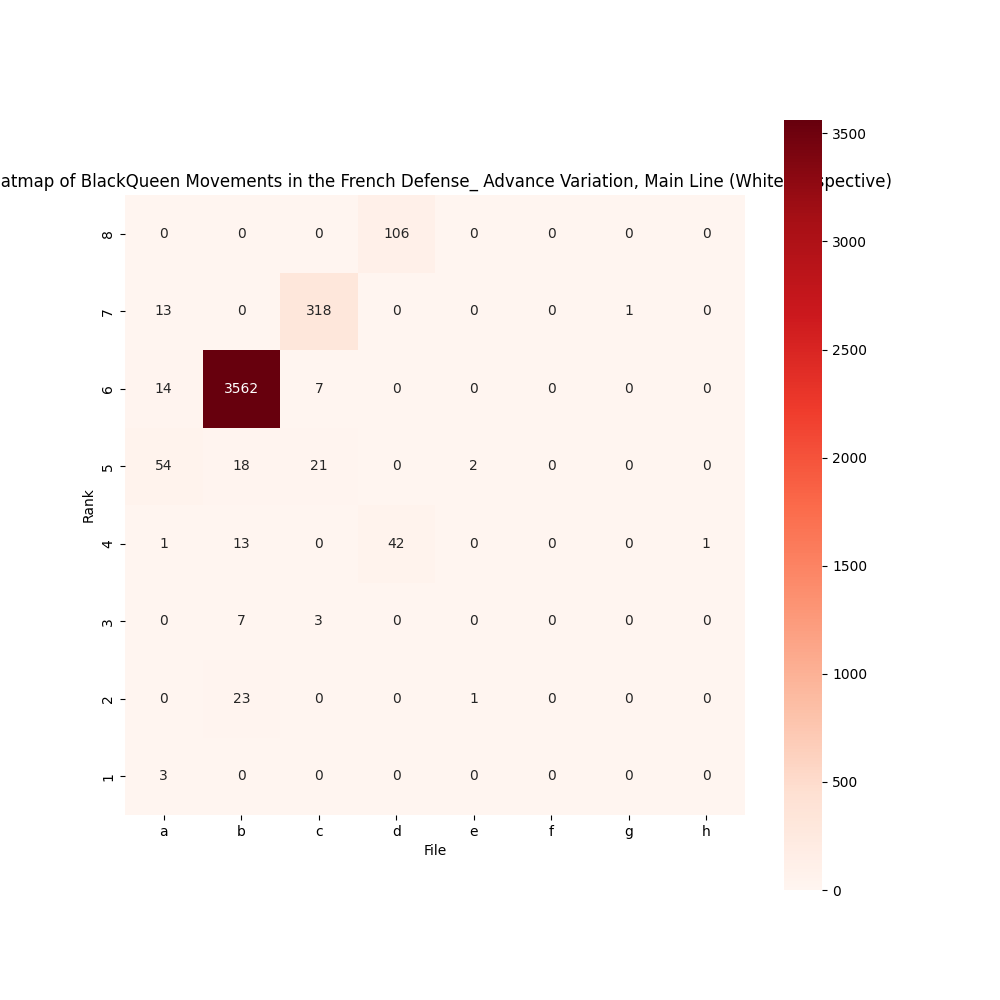 atmap of BlackQueen Movements in the French Defense_ Advance Variation, Main Line (White spective)
8 0 0 0 106 0 0 0 0
7 13 0 318 0 0 0 1 0
6 14 3562 7 0 0 0 0 0
5 54 18 21 0 2 0 0 0
4 1 13 0 42 0 0 0 1
3 0 7 3 0 0 0 0 0
2 0 23 0 0 1 0 0 0
1 3 0 0 0 0 0 0 0
a b c d e f g h
File
Rank
3500
3000
2500
2000
1500
1000
500
0